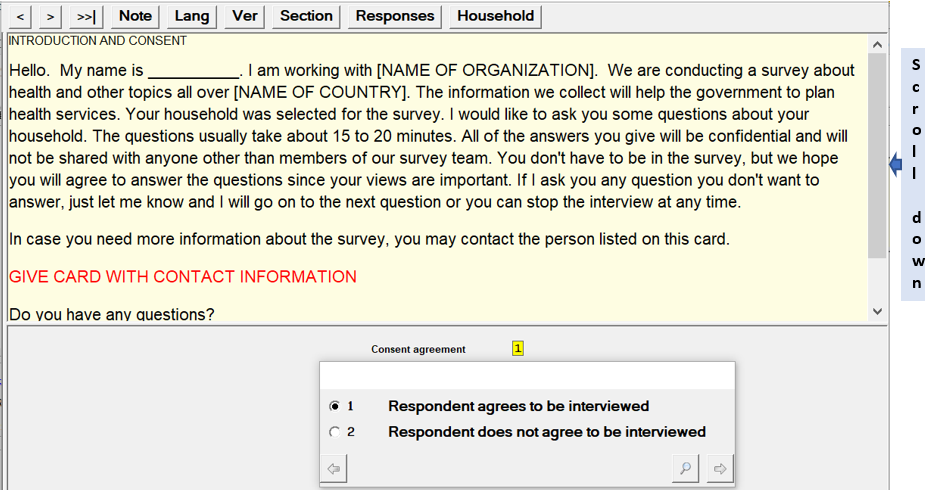 < > >>| Note Lang Ver Section Responses Household
INTRODUCTION AND CONSENT
Hello. My name is __________. I am working with [NAME OF ORGANIZATION]. We are conducting a survey about
health and other topics all over [NAME OF COUNTRY]. The information we collect will help the government to plan
health services. Your household was selected for the survey. I would like to ask you some questions about your
household. The questions usually take about 15 to 20 minutes. All of the answers you give will be confidential and will
not be shared with anyone other than members of our survey team. You don't have to be in the survey, but we hope
you will agree to answer the questions since your views are important. If I ask you any question you don't want to
answer, just let me know and I will go on to the next question or you can stop the interview at any time.
In case you need more information about the survey, you may contact the person listed on this card.
GIVE CARD WITH CONTACT INFORMATION
Do you have any questions?
Scroll down
Consent agreement 1
1 Respondent agrees to be interviewed
2 Respondent does not agree to be interviewed